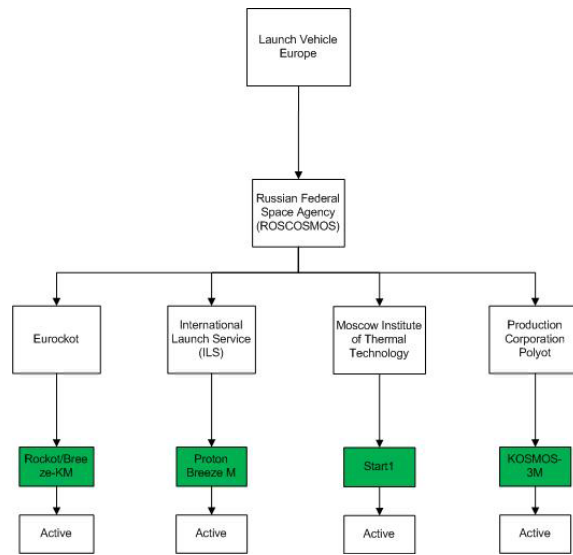 Launch Vehicle
Europe
Russian Federal
Space Agency
(ROSCOSMOS)
Eurockot
International
Launch Service
(ILS)
Moscow Institute
of Thermal
Technology
Production
Corporation
Polyot
Rockot/Bree
ze-KM
Proton
Breeze M
Start1
KOSMOS-
3M
Active
Active
Active
Active